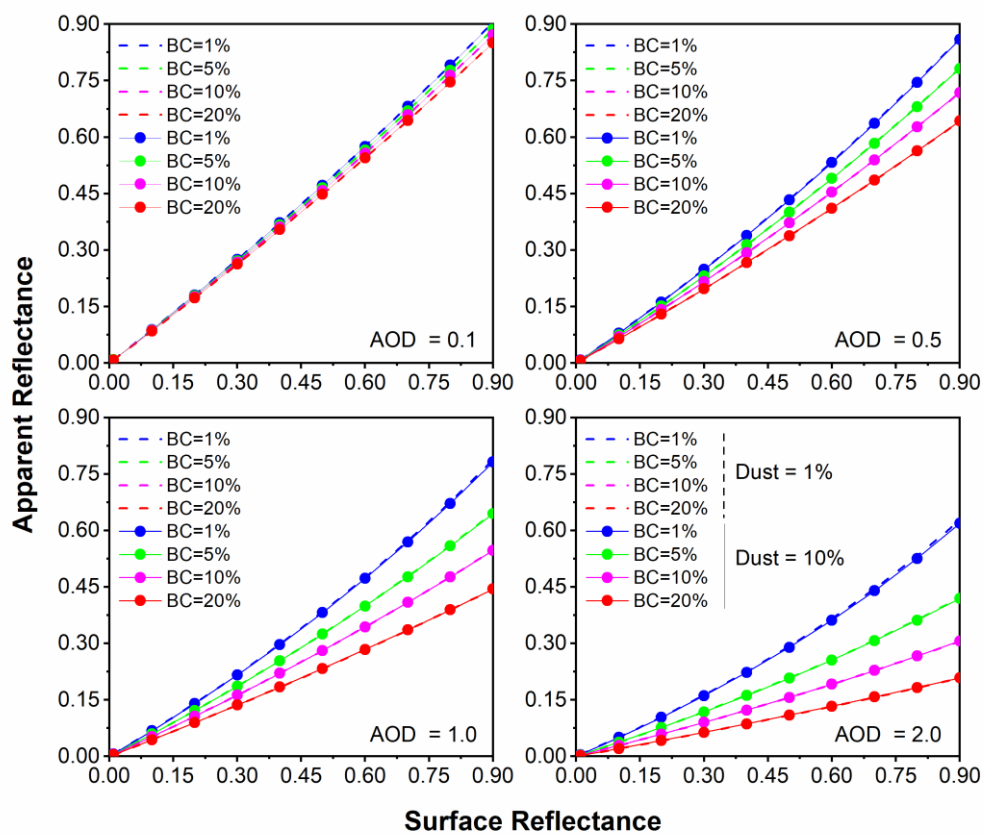 Apparent Reflectance
0.90
0.75
0.60
0.45
0.30
0.15
0.00
BC=1%
BC=5%
BC=10%
BC=20%
BC=1%
BC=5%
BC=10%
BC=20%
AOD = 0.1
0.00 0.15 0.30 0.45 0.60 0.75 0.90
0.90
0.75
0.60
0.45
0.30
0.15
0.00
BC=1%
BC=5%
BC=10%
BC=20%
BC=1%
BC=5%
BC=10%
BC=20%
AOD = 0.5
0.00 0.15 0.30 0.45 0.60 0.75 0.90
0.90
0.75
0.60
0.45
0.30
0.15
0.00
BC=1%
BC=5%
BC=10%
BC=20%
BC=1%
BC=5%
BC=10%
BC=20%
AOD = 1.0
0.00 0.15 0.30 0.45 0.60 0.75 0.90
0.90
0.75
0.60
0.45
0.30
0.15
0.00
BC=1%
BC=5%
BC=10%
BC=20%
Dust = 1%
BC=1%
BC=5%
BC=10%
BC=20%
Dust = 10%
AOD = 2.0
0.00 0.15 0.30 0.45 0.60 0.75 0.90
Surface Reflectance